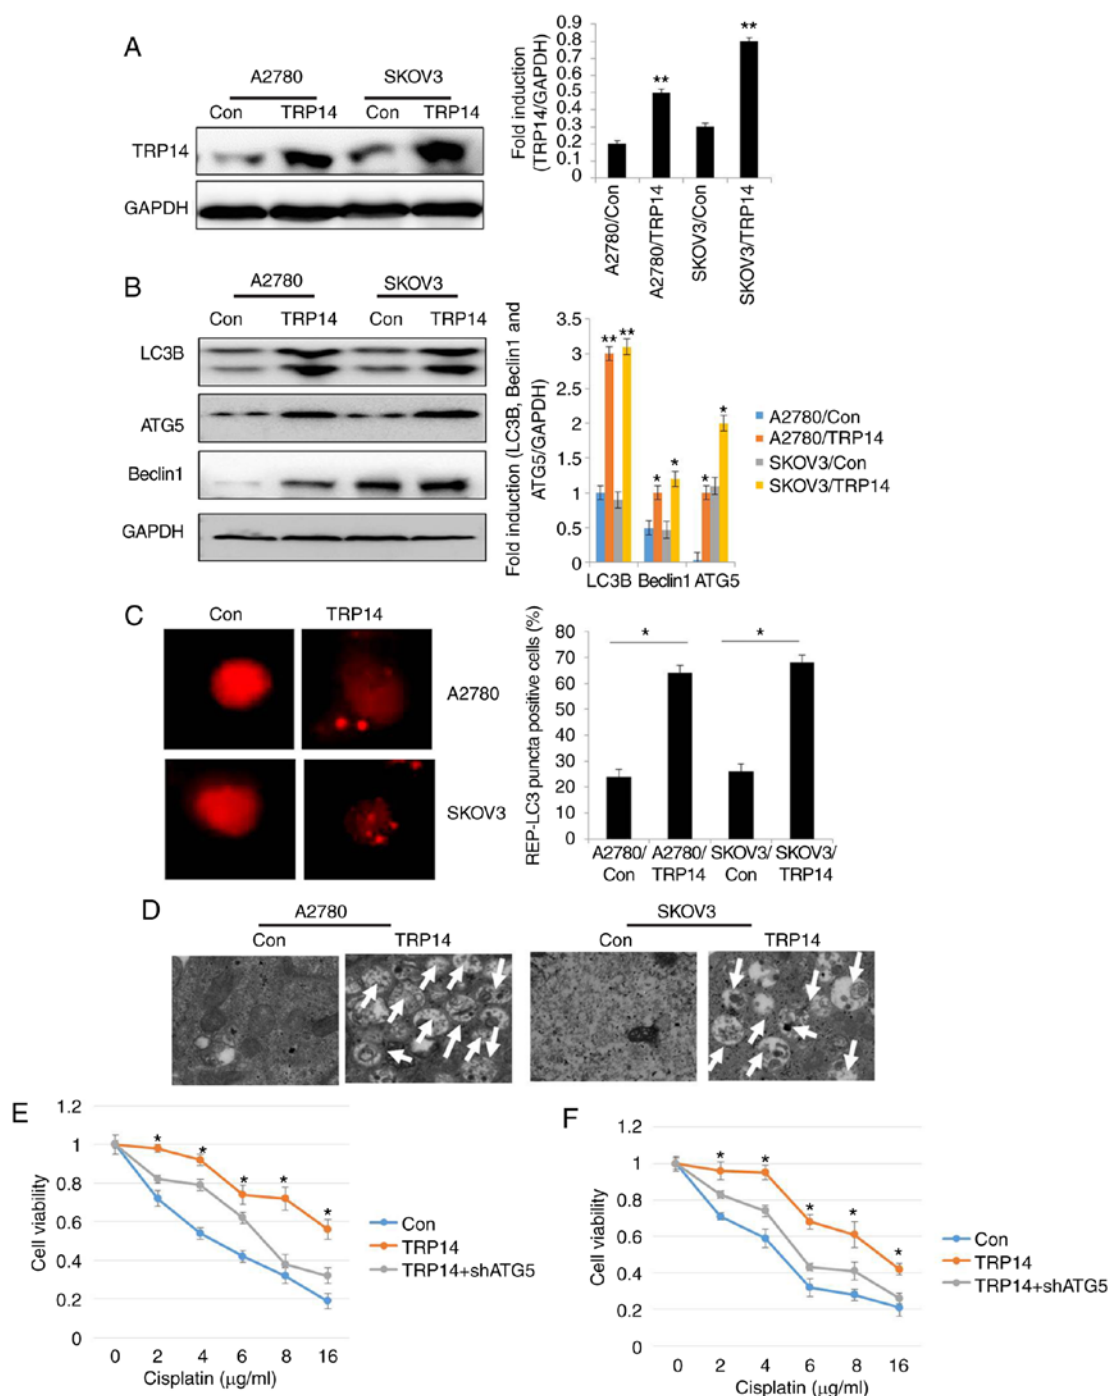 A
A2780
SKOV3
Con
TRP14
Con
TRP14
TRP14
GAPDH
Fold induction
(TRP14/GAPDH)
0.9
0.8
0.7
0.6
0.5
0.4
0.3
0.2
0.1
0
**
**
A2780/Con
A2780/TRP14
SKOV3/Con
SKOV3/TRP14
B
A2780
SKOV3
Con
TRP14
Con
TRP14
LC3B
ATG5
Beclin1
GAPDH
Fold induction (LC3B, Beclin1 and
ATG5/GAPDH)
3.5
3
2.5
2
1.5
1
0.5
0
** **
* *
* *
LC3B Beclin1 ATG5
A2780/Con
A2780/TRP14
SKOV3/Con
SKOV3/TRP14
C
Con
TRP14
A2780
SKOV3
REP-LC3 puncta positive cells (%)
80
70
60
50
40
30
20
10
0
*
*
A2780/
Con
A2780/
TRP14
SKOV3/
Con
SKOV3/
TRP14
D
A2780
SKOV3
Con
TRP14
Con
TRP14
E
Cell viability
1.2
1
0.8
0.6
0.4
0.2
0
* * * * *
0 2 4 6 8 16
Cisplatin (μg/ml)
Con
TRP14
TRP14+shATG5
F
Cell viability
1.2
1
0.8
0.6
0.4
0.2
0
* * * * *
0 2 4 6 8 16
Cisplatin (μg/ml)
Con
TRP14
TRP14+shATG5